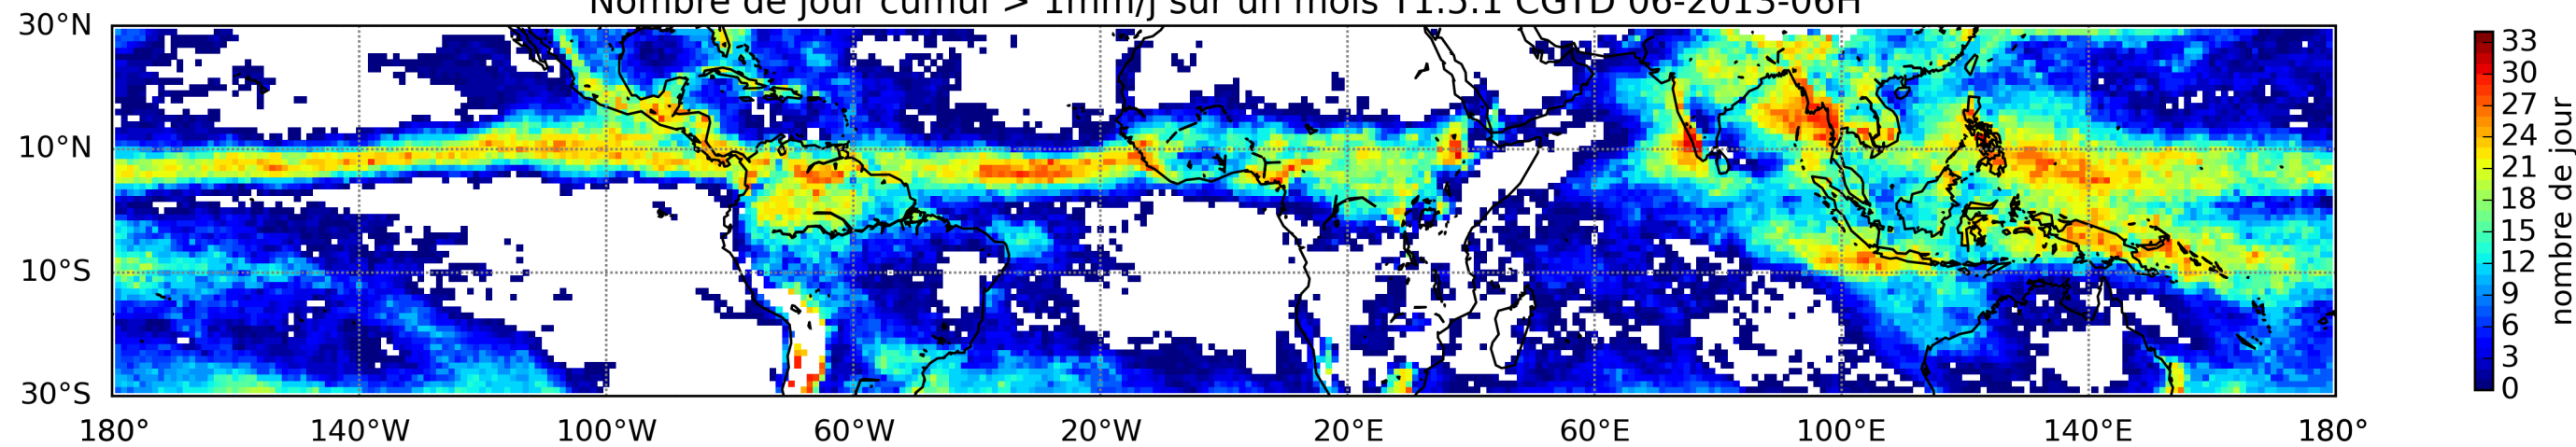 Nombre de jour cumul > 1mm/j sur un mois T1.5.1 CGTD 06-2013-06H
30°N
10°N
10°S
30°S
180° 140°W 100°W 60°W 20°W 20°E 60°E 100°E 140°E 180°
33
30
27
24
21
18
15
12
9
6
3
0
nombre de jour